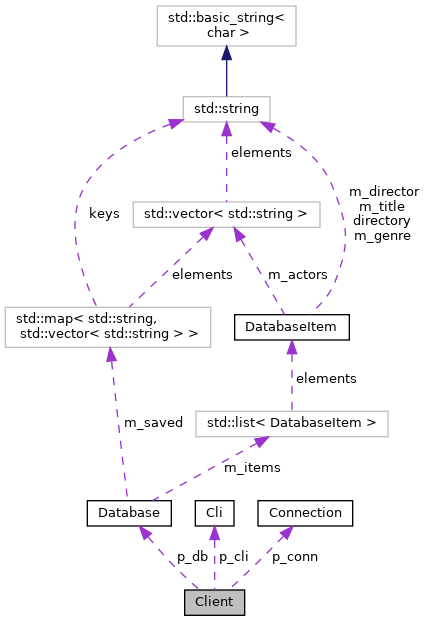 std::basic_string<
char >
std::string
elements
m_director
m_title
directory
m_genre
keys
std::vector< std::string >
elements
m_actors
std::map< std::string,
std::vector< std::string > >
DatabaseItem
elements
m_saved
std::list< DatabaseItem >
m_items
Database
Cli
Connection
p_db
p_cli
p_conn
Client